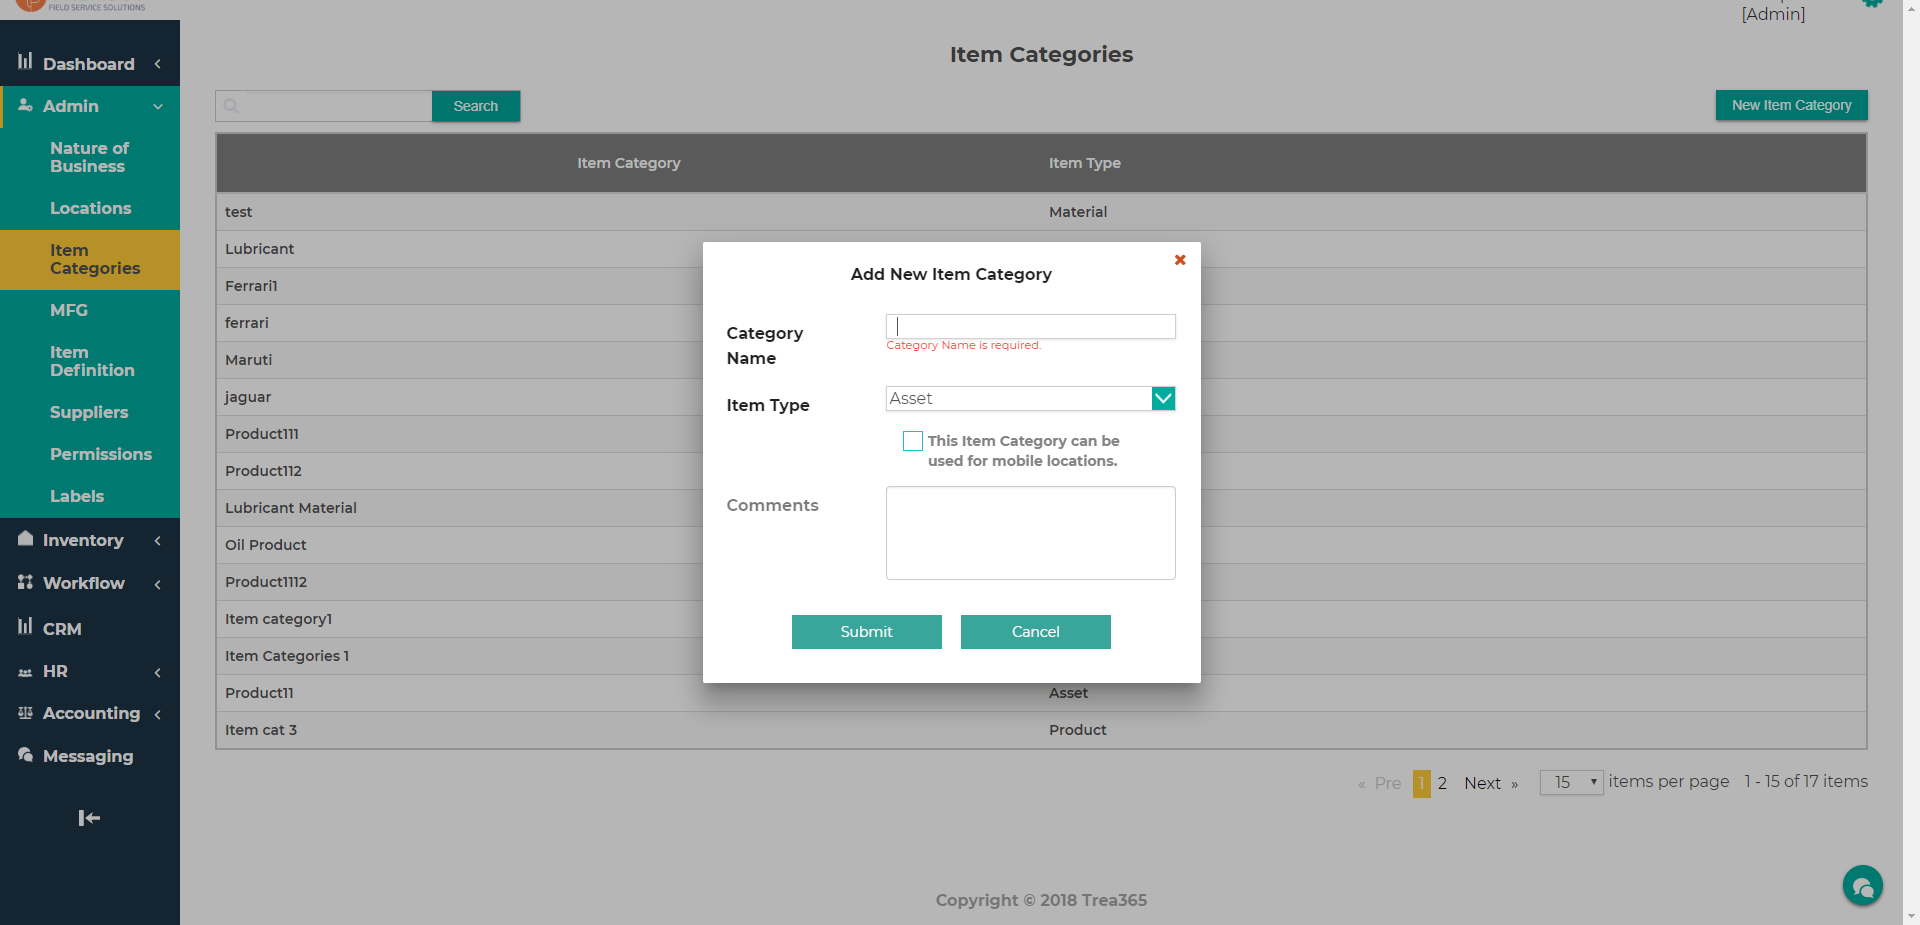 FIELD SERVICE SOLUTIONS
[Admin]
Dashboard
Admin
Nature of
Business
Locations
Item
Categories
MFG
Item
Definition
Suppliers
Permissions
Labels
Inventory
Workflow
CRM
HR
Accounting
Messaging
Item Categories
Search
New Item Category
Item Category Item Type
test Material
Lubricant
Ferrari1
ferrari
Maruti
jaguar
Product111
Product112
Lubricant Material
Oil Product
Product1112
Item category1
Item Categories 1
Product11 Asset
Item cat 3 Product
Add New Item Category
Category
Name
Category Name is required.
Item Type
Asset
This Item Category can be
used for mobile locations.
Comments
Submit Cancel
« Pre 1 2 Next » 15 items per page 1 - 15 of 17 items
Copyright © 2018 Trea365